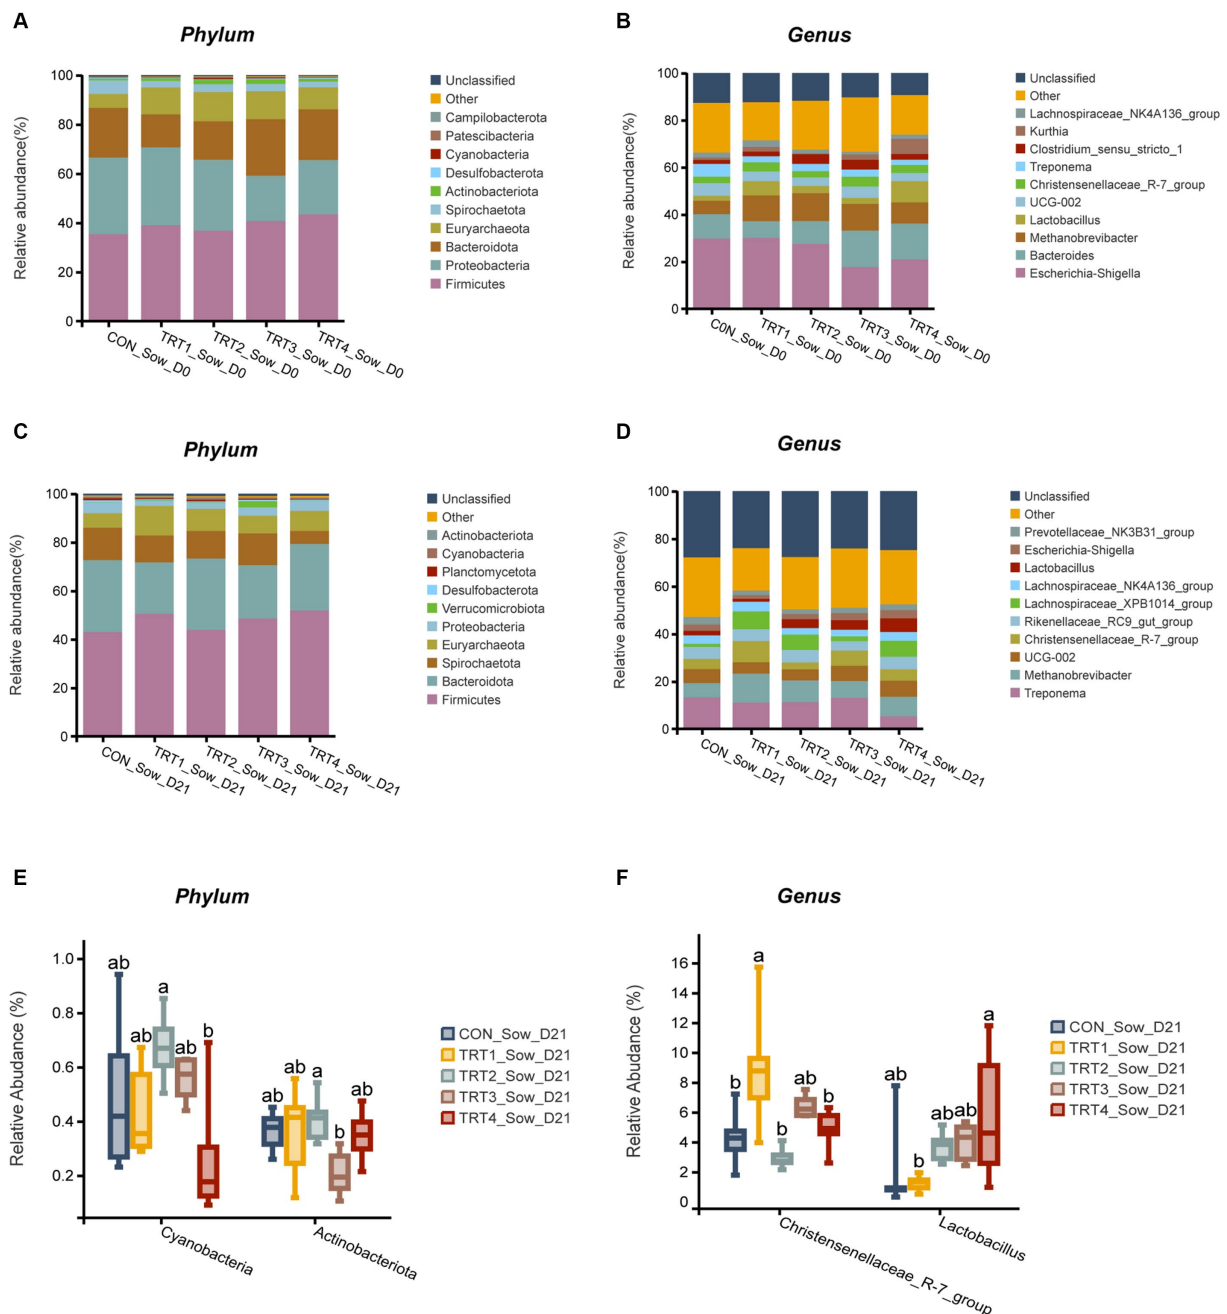 A
Phylum
Relative abundance(%)
100
80
60
40
20
0
CON_Sow_D0
TRT1_Sow_D0
TRT2_Sow_D0
TRT3_Sow_D0
TRT4_Sow_D0
Unclassified
Other
Campilobacterota
Patescibacteria
Cyanobacteria
Desulfobacterota
Actinobacteriota
Spirochaetota
Euryarchaeota
Bacteroidota
Proteobacteria
Firmicutes
B
Genus
Relative abundance(%)
100
80
60
40
20
0
C0N_Sow_D0
TRT1_Sow_D0
TRT2_Sow_D0
TRT3_Sow_D0
TRT4_Sow_D0
Unclassified
Other
Lachnospiraceae_NK4A136_group
Kurthia
Clostridium_sensu_stricto_1
Treponema
Christensenellaceae_R-7_group
UCG-002
Lactobacillus
Methanobrevibacter
Bacteroides
Escherichia-Shigella
C
Phylum
Relative abundance(%)
100
80
60
40
20
0
CON_Sow_D21
TRT1_Sow_D21
TRT2_Sow_D21
TRT3_Sow_D21
TRT4_Sow_D21
Unclassified
Other
Actinobacteriota
Cyanobacteria
Planctomycetota
Desulfobacterota
Verrucomicrobiota
Proteobacteria
Euryarchaeota
Spirochaetota
Bacteroidota
Firmicutes
D
Genus
Relative abundance(%)
100
80
60
40
20
0
CON_Sow_D21
TRT1_Sow_D21
TRT2_Sow_D21
TRT3_Sow_D21
TRT4_Sow_D21
Unclassified
Other
Prevotellaceae_NK3B31_group
Escherichia-Shigella
Lactobacillus
Lachnospiraceae_NK4A136_group
Lachnospiraceae_XPB1014_group
Rikenellaceae_RC9_gut_group
Christensenellaceae_R-7_group
UCG-002
Methanobrevibacter
Treponema
E
Phylum
Relative Abudance (%)
1.0
0.8
0.6
0.4
0.2
ab
ab
a
ab
b
ab
ab
a
b
ab
Cyanobacteria
Actinobacteriota
CON_Sow_D21
TRT1_Sow_D21
TRT2_Sow_D21
TRT3_Sow_D21
TRT4_Sow_D21
F
Genus
Relative Abudance (%)
16
14
12
10
8
6
4
2
0
b
a
b
ab
b
ab
b
ab
ab
a
Christensenellaceae_R-7_group
Lactobacillus
CON_Sow_D21
TRT1_Sow_D21
TRT2_Sow_D21
TRT3_Sow_D21
TRT4_Sow_D21